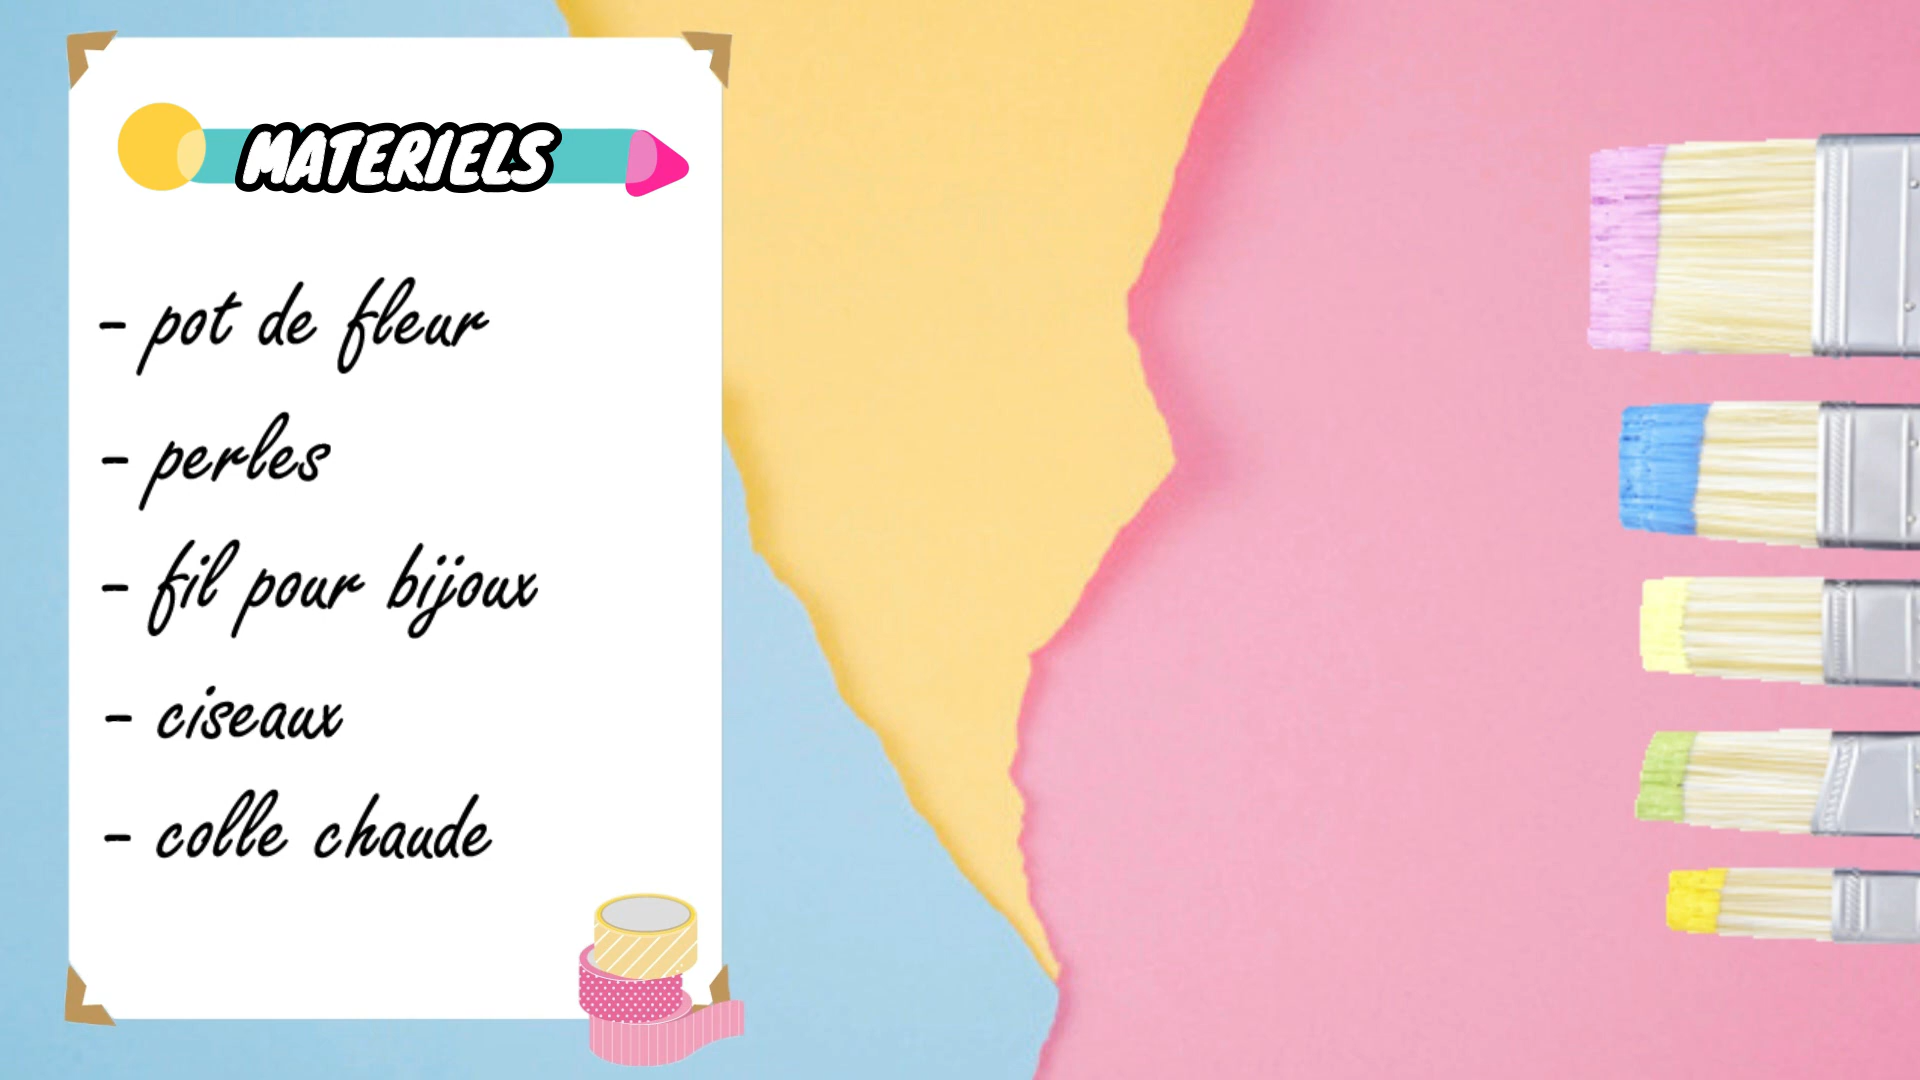 MATERIELS
- pot de fleur
- perles
- fil pour bijoux
- ciseaux
- colle chaude